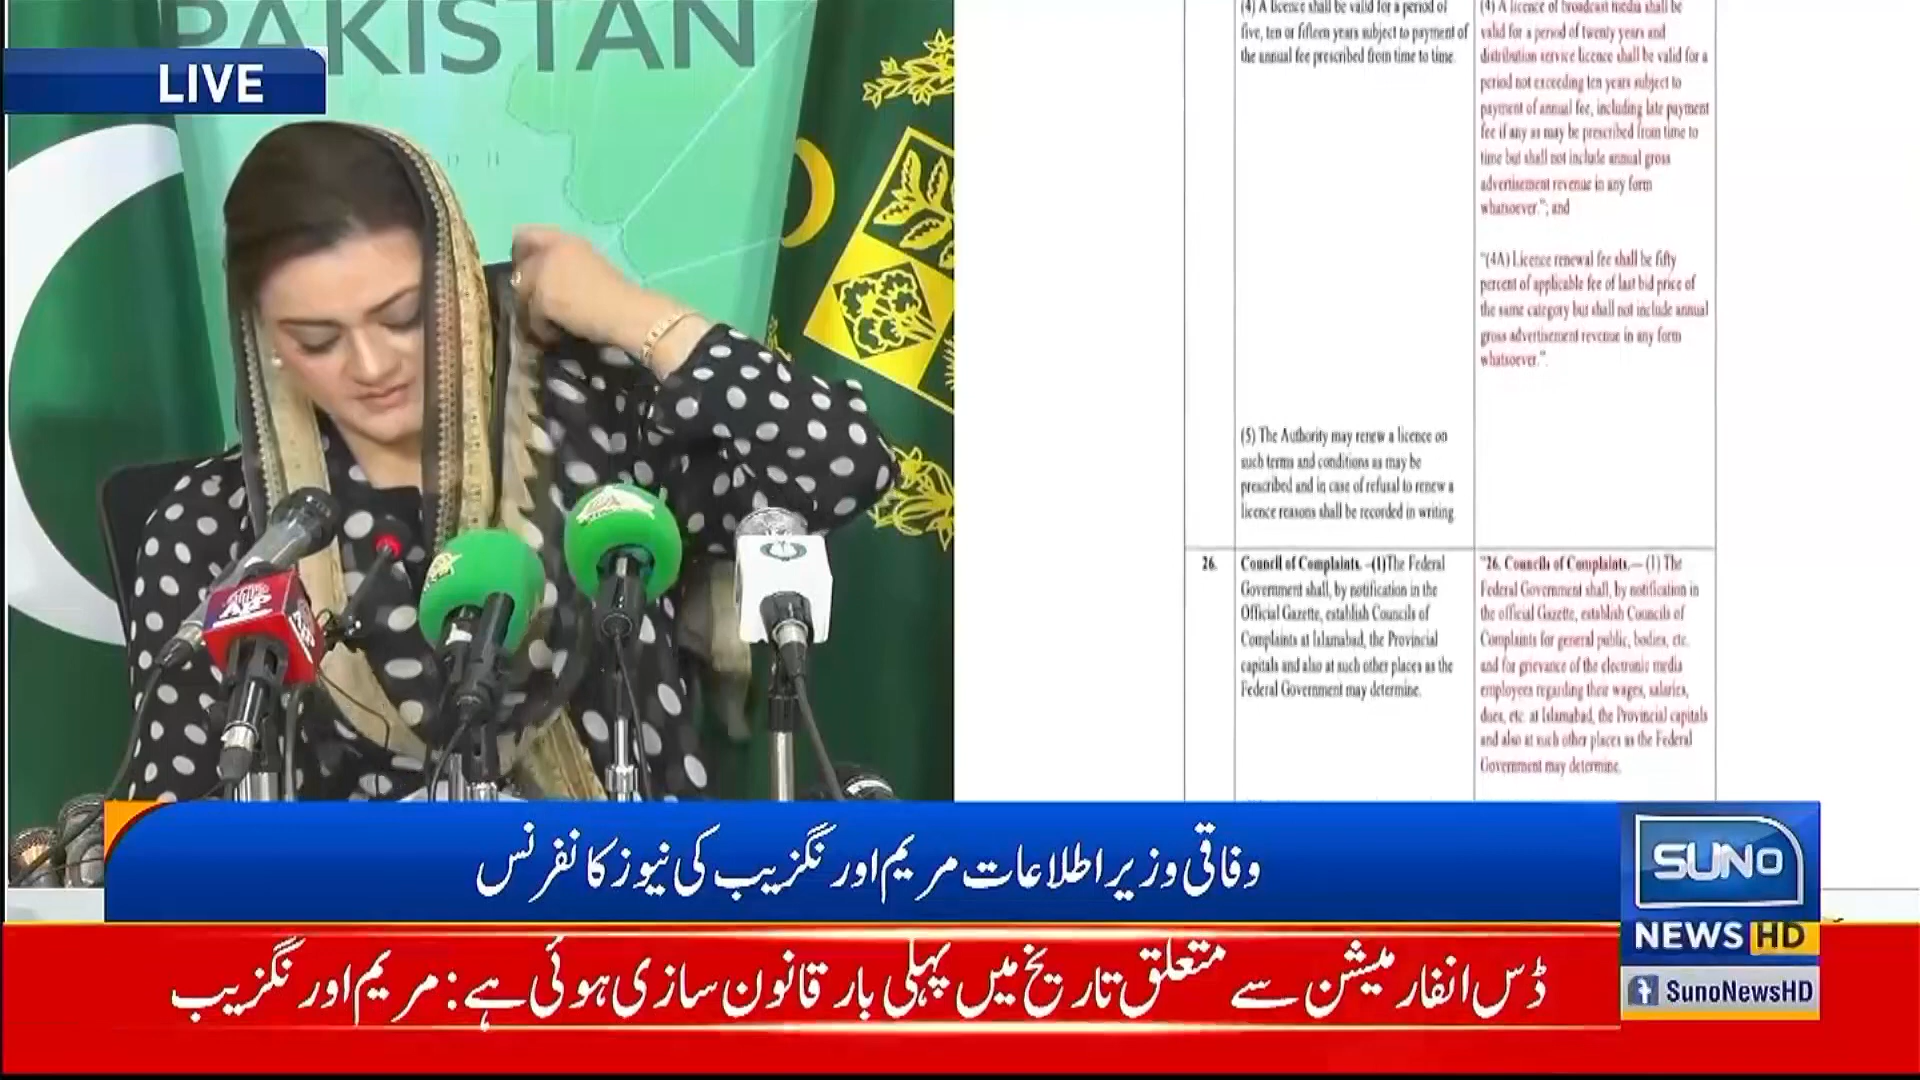 PAKISTAN
LIVE
(4) A licence shall be valid for a period of
five, ten or fifteen years subject to payment of
the annual fee prescribed from time to time.
(5) The Authority may renew a licence on
such terms and conditions as may be
prescribed and in case of refusal to renew a
licence reasons shall be recorded in writing
(4) A licence of broadcast media shall be
valid for a period of twenty years and
distribution service licence shall be valid for a
period not exceeding ten years subject to
payment of annual fee, including late payment
fee if any as may be prescribed from time to
time but shall not include annual gross
advertisement revenue in any form
whatsoever."; and
"(4A) Licence renewal fee shall be fifty
percent of applicable fee of last bid price of
the same category but shall not include annual
gross advertisement revenue in any form
whatsoever".
26.
Council of Complaints. –(1)The Federal
Government shall, by notification in the
Official Gazette, establish Councils of
Complaints at Islamabad, the Provincial
capitals and also at such other places as the
Federal Government may determine.
"26. Councils of Complaints.— (1) The
Federal Government shall, by notification in
the official Gazette, establish Councils of
Complaints for general public, bodies, etc.
and for grievance of the electronic media
employees regarding their wages, salaries,
dues, etc. at Islamabad, the Provincial capitals
and also at such other places as the Federal
Government may determine.
وفاقی وزیر اطلاعات مریم اورنگزیب کی نیوز کانفرنس
ڈس انفارمیشن سے متعلق تاریخ میں پہلی بار قانون سازی ہوئی ہے: مریم اورنگزیب
SUNO
NEWS HD
f SunoNewsHD